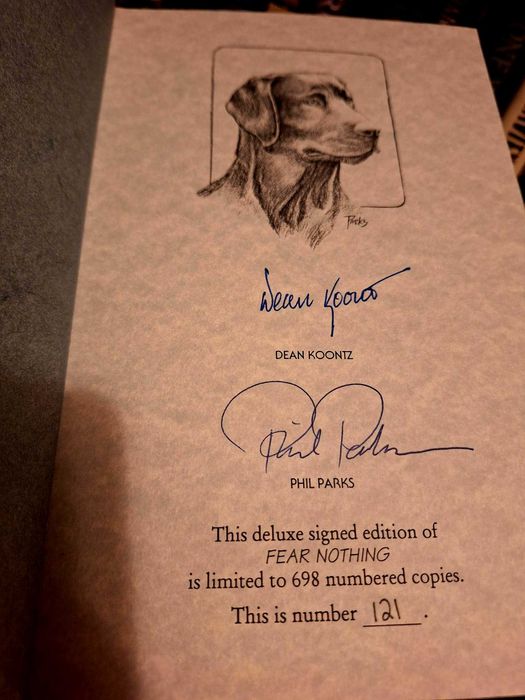 Parks
Dean Koontz
DEAN KOONTZ
Phil Parks
PHIL PARKS
This deluxe signed edition of
FEAR NOTHING
is limited to 698 numbered copies.
This is number 121.